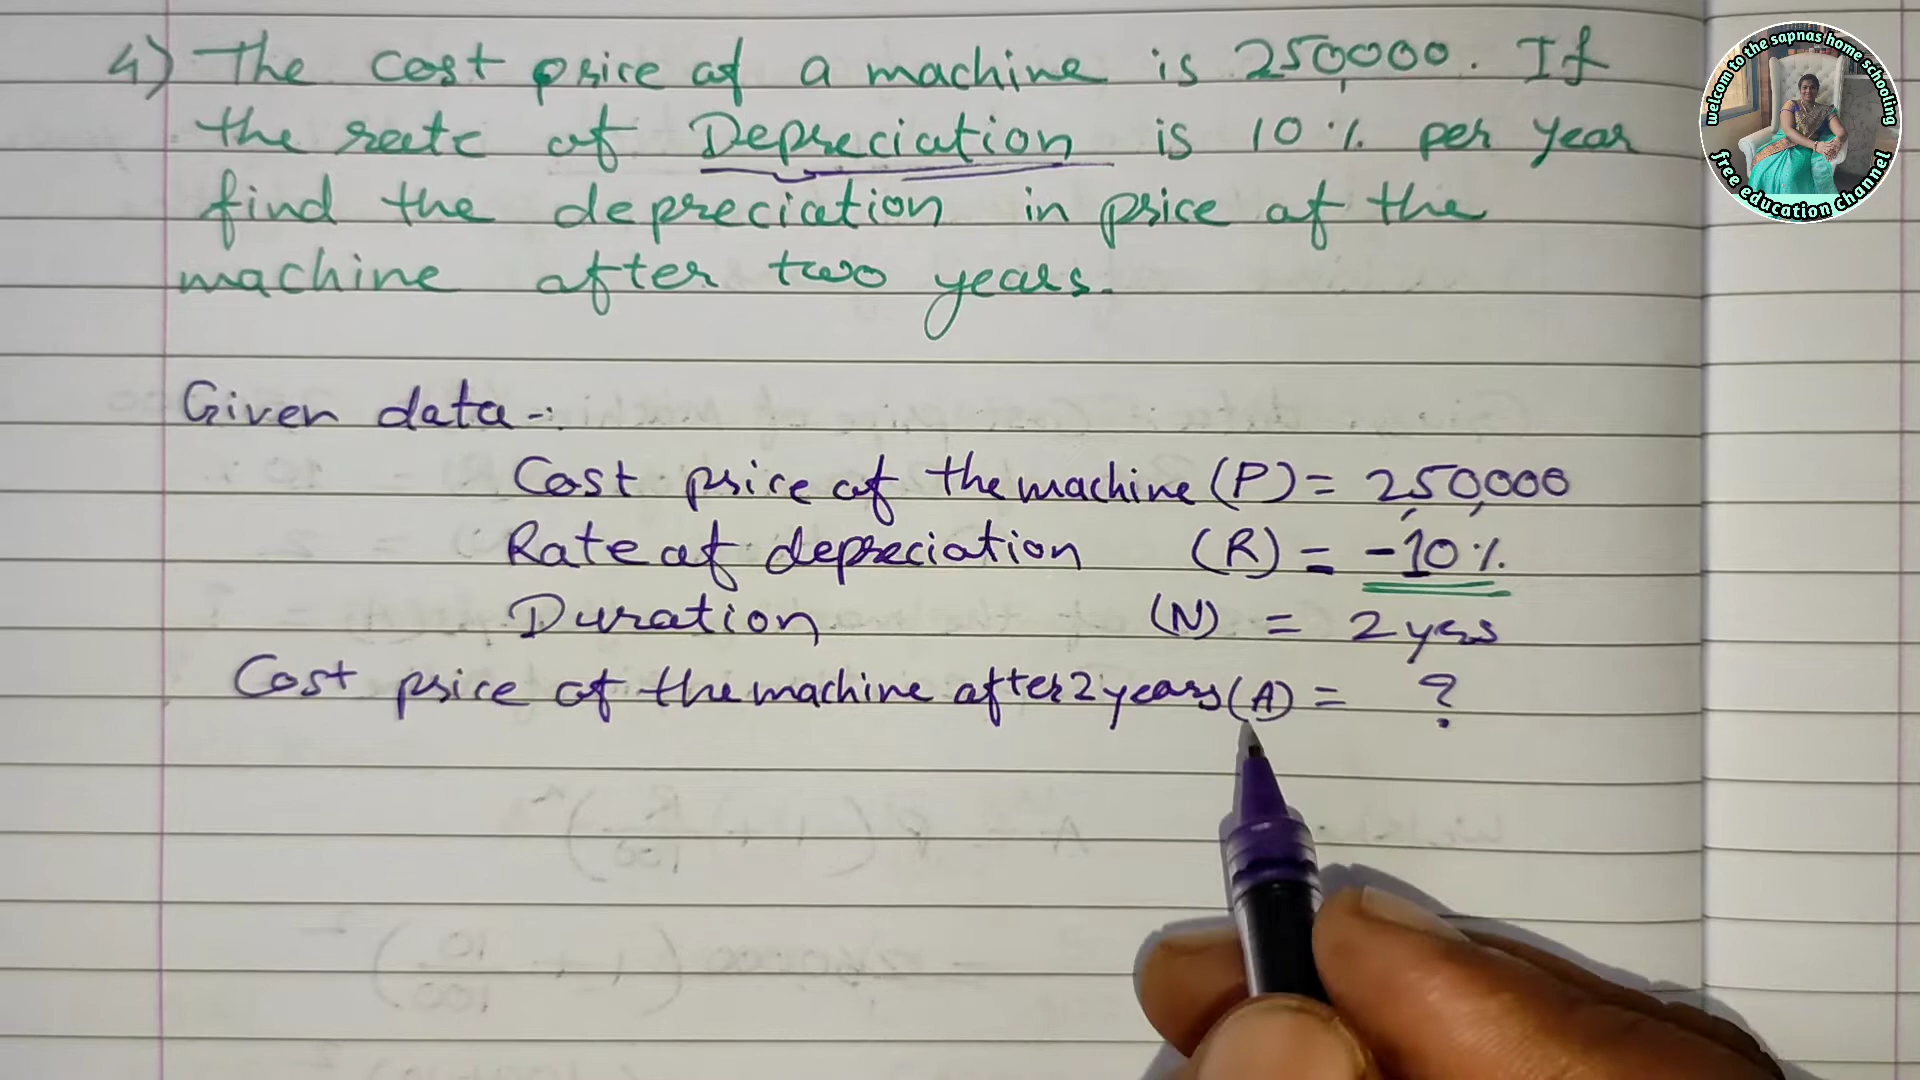 4) The cost price of a machine is 250,000. If
the rate of Depreciation is 10 % per year
find the depreciation in price of the
machine after two years.
Given data -:
Cost price of the machine (P) = 2,50,000
Rate of depreciation (R) = -10 %
Duration (N) = 2 yrs
Cost price of the machine after 2 years (A) = ?
welcom to the sapnas home schooling
free education channel